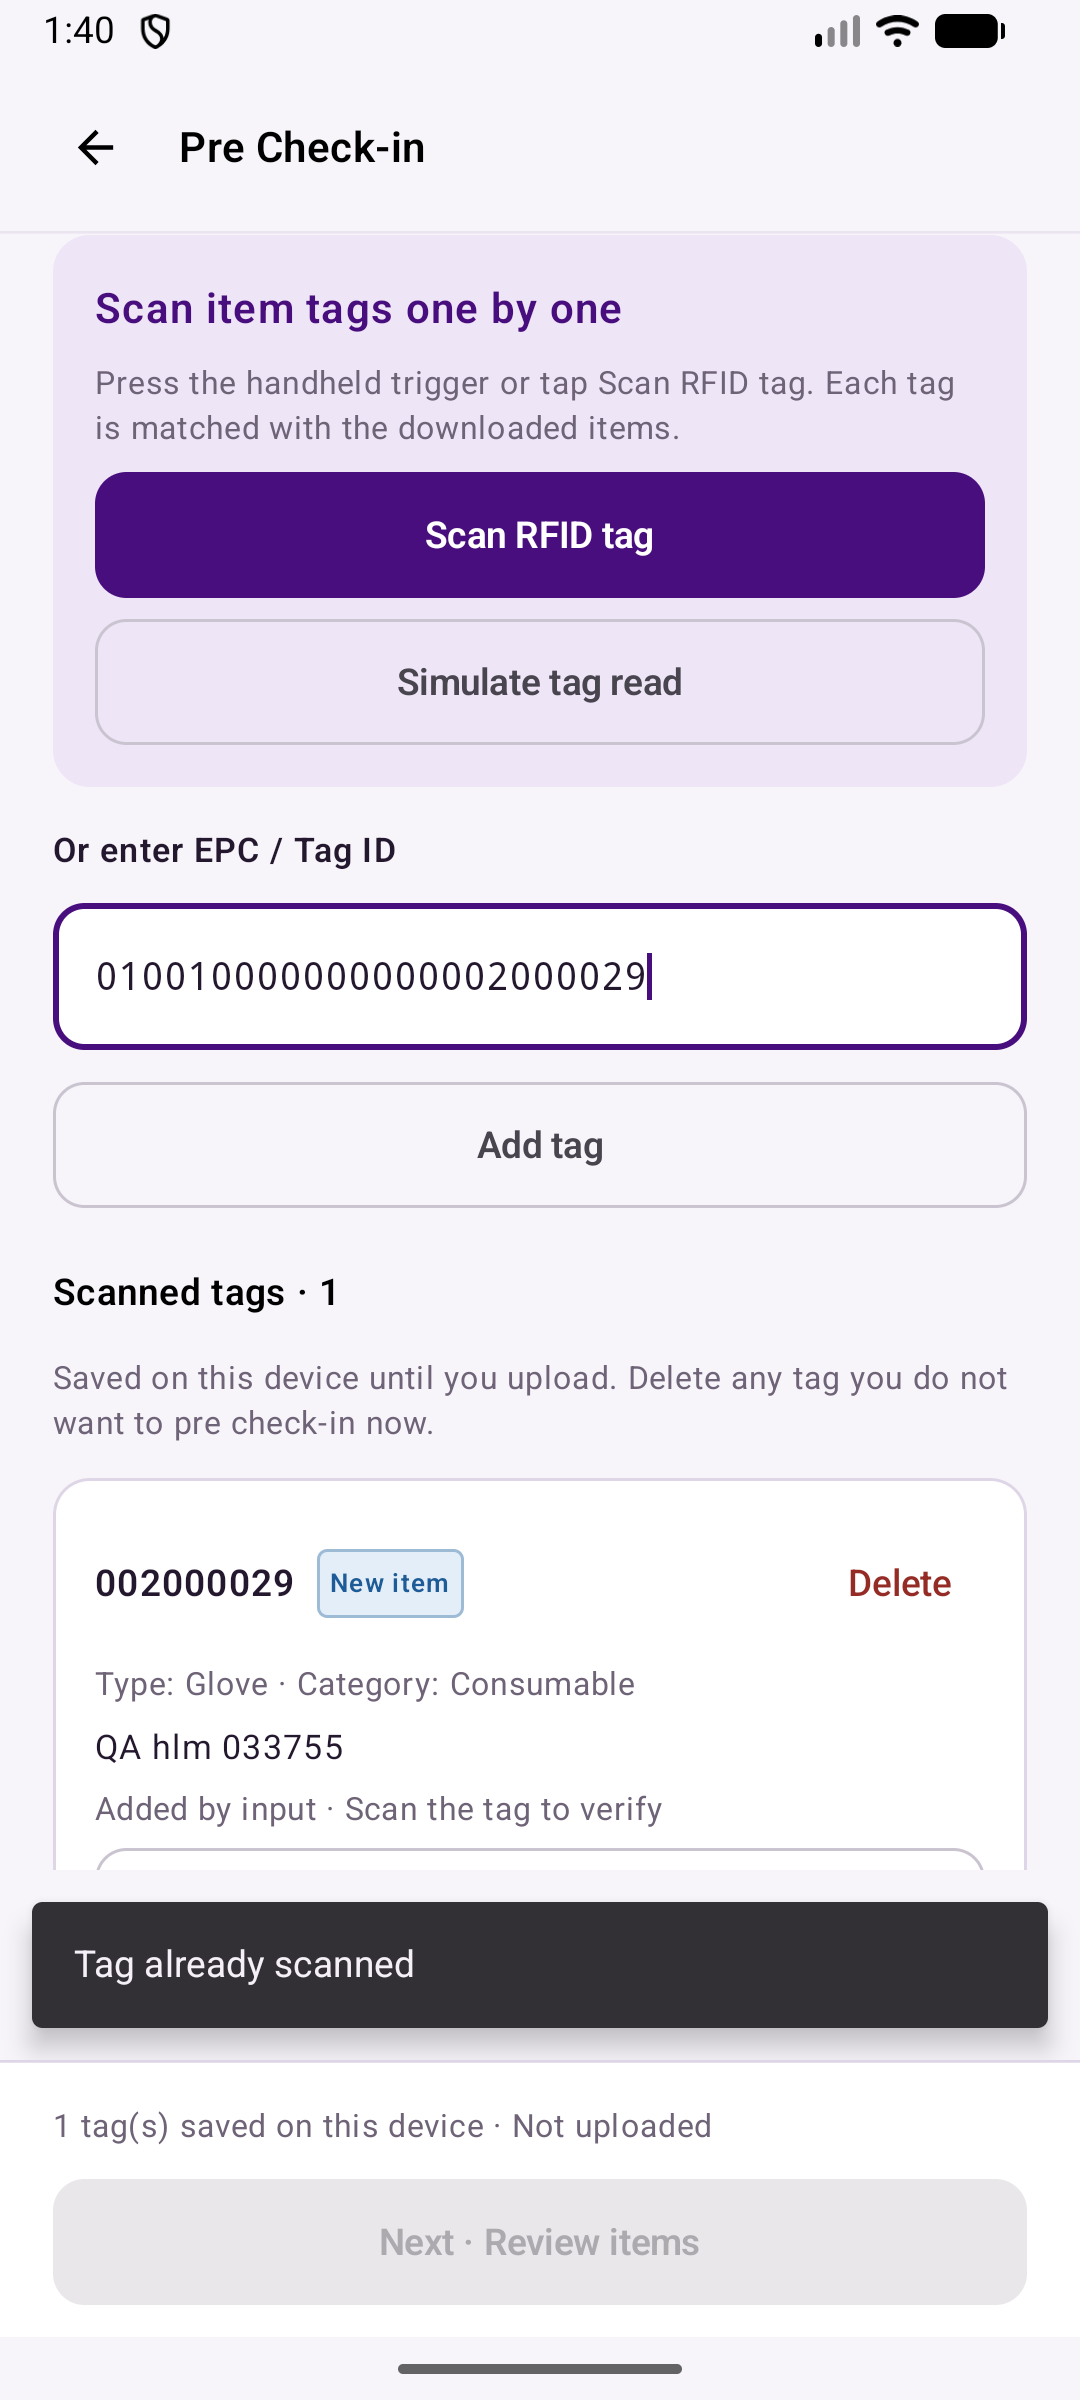 1:40
Pre Check-in
Scan item tags one by one
Press the handheld trigger or tap Scan RFID tag. Each tag
is matched with the downloaded items.
Scan RFID tag
Simulate tag read
Or enter EPC / Tag ID
010010000000000002000029
Add tag
Scanned tags · 1
Saved on this device until you upload. Delete any tag you do not
want to pre check-in now.
002000029
New item
Delete
Type: Glove · Category: Consumable
QA hlm 033755
Added by input · Scan the tag to verify
Tag already scanned
1 tag(s) saved on this device · Not uploaded
Next · Review items